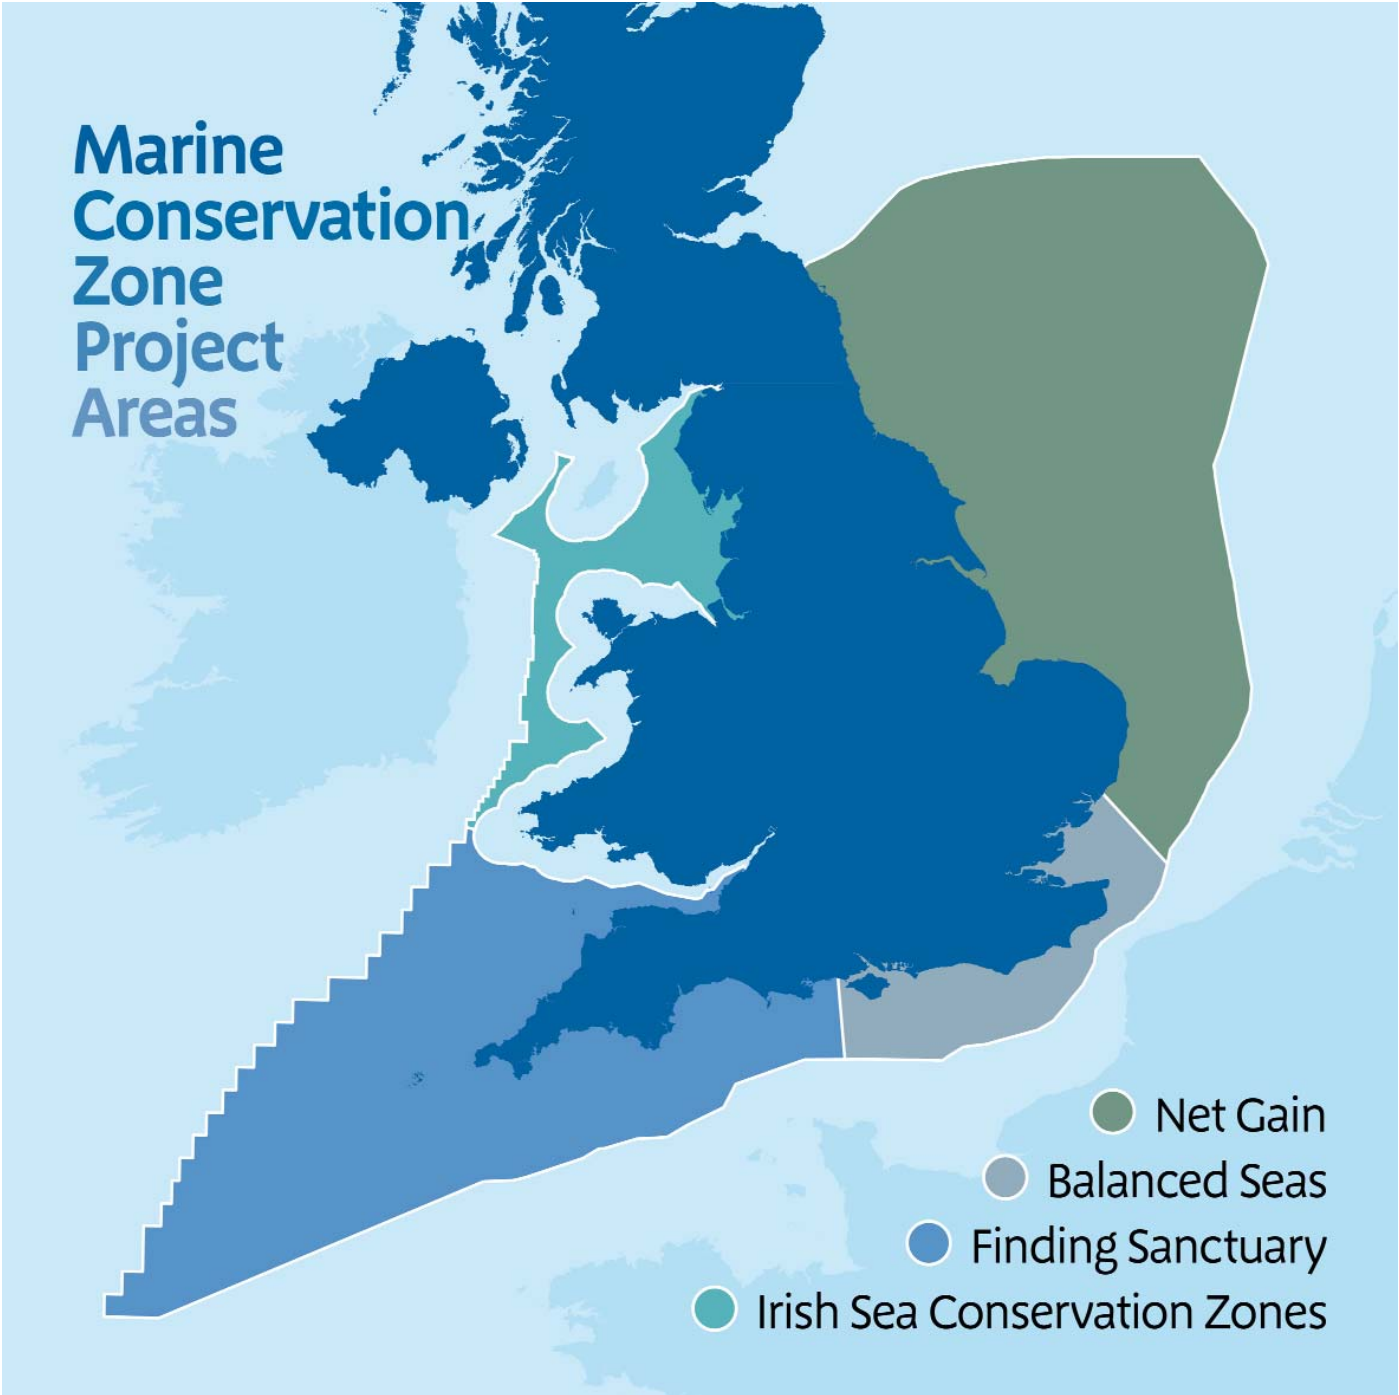 Marine
Conservation
Zone
Project
Areas
Net Gain
Balanced Seas
Finding Sanctuary
Irish Sea Conservation Zones